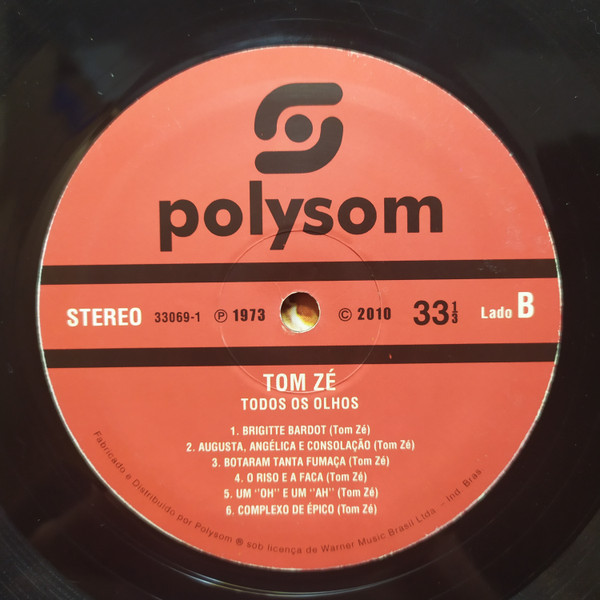 polysom
STEREO 33069-1 ℗ 1973 © 2010 33 1/3 Lado B
TOM ZÉ
TODOS OS OLHOS
1. BRIGITTE BARDOT (Tom Zé)
2. AUGUSTA, ANGÉLICA E CONSOLAÇÃO (Tom Zé)
3. BOTARAM TANTA FUMAÇA (Tom Zé)
4. O RISO E A FACA (Tom Zé)
5. UM "OH" E UM "AH" (Tom Zé)
6. COMPLEXO DE ÉPICO (Tom Zé)
Fabricado e Distribuído por Polysom ® sob licença de Warner Music Brasil Ltda. - Ind. Bras.